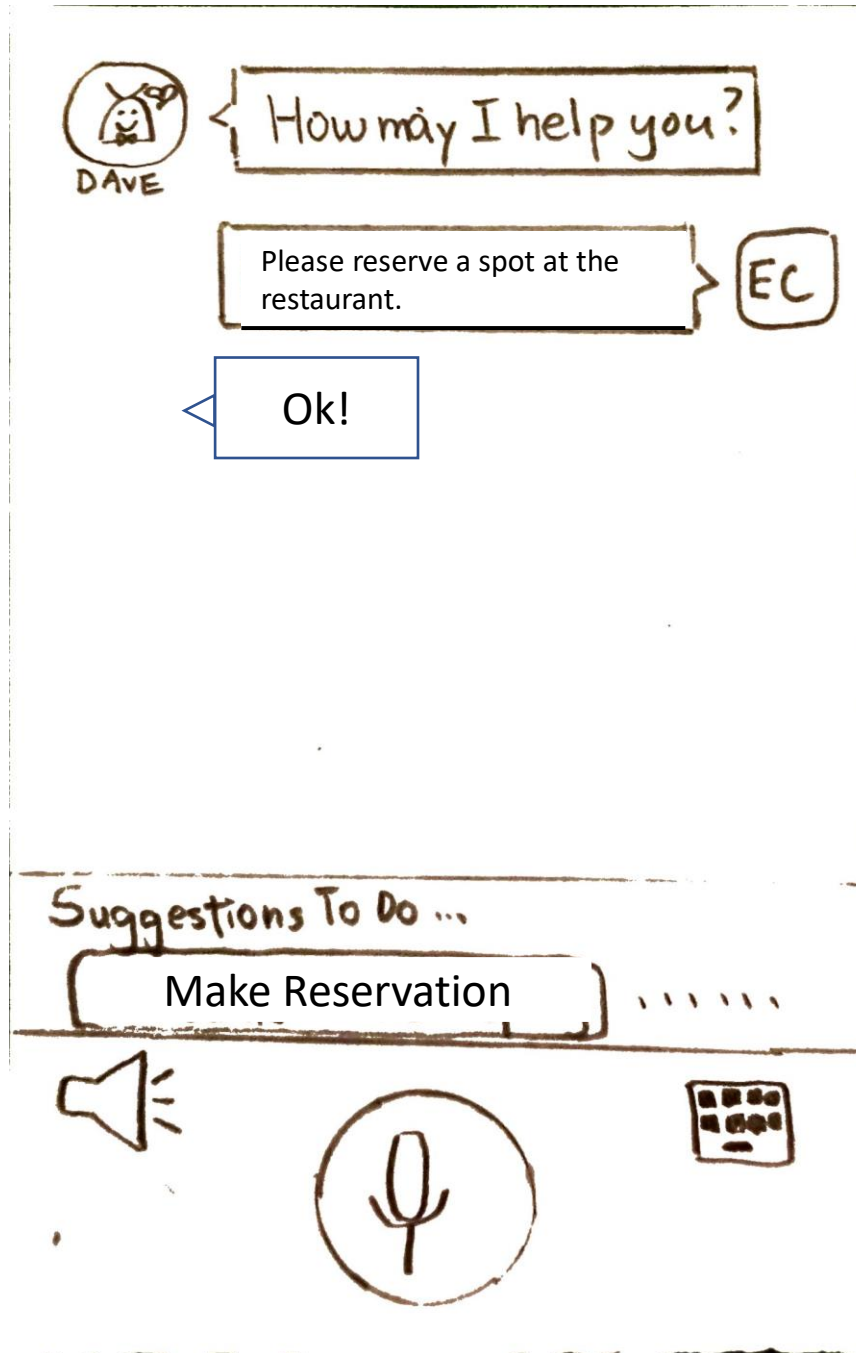 How may I help you?
DAVE
Please reserve a spot at the
restaurant.
EC
Ok!
Suggestions To Do ...
Make Reservation